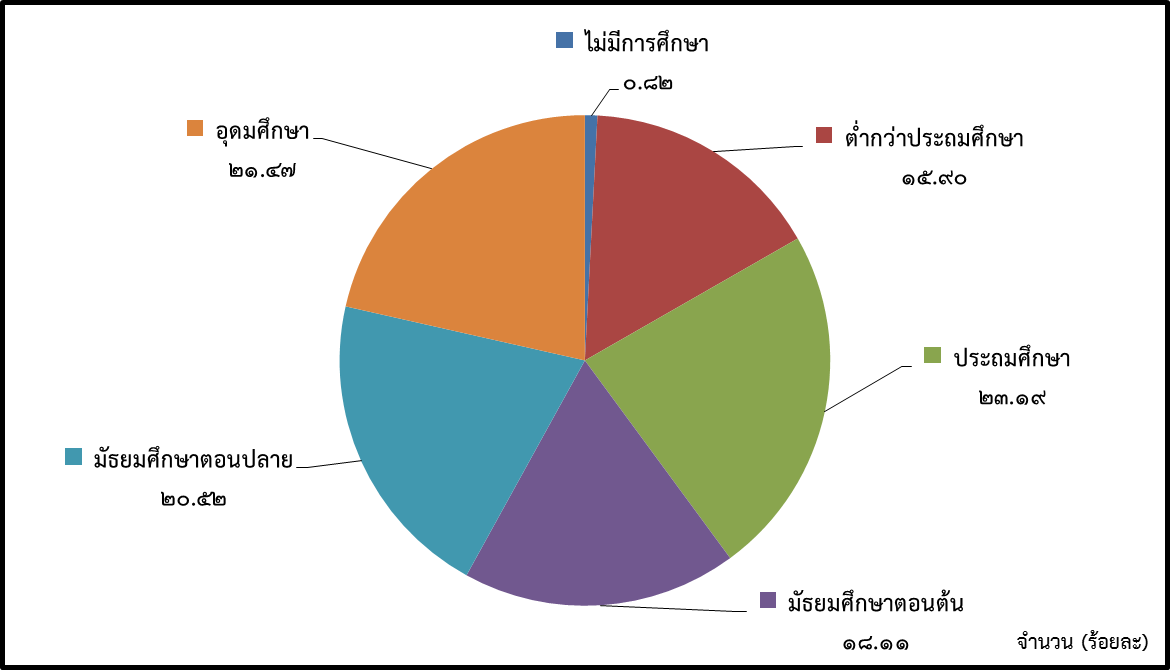 ไม่มีการศึกษา
๐.๘๒
อุดมศึกษา
๒๑.๔๗
ต่ำกว่าประถมศึกษา
๑๕.๙๐
ประถมศึกษา
๒๓.๑๙
มัธยมศึกษาตอนปลาย
๒๐.๕๒
มัธยมศึกษาตอนต้น
๑๘.๑๑
จำนวน (ร้อยละ)